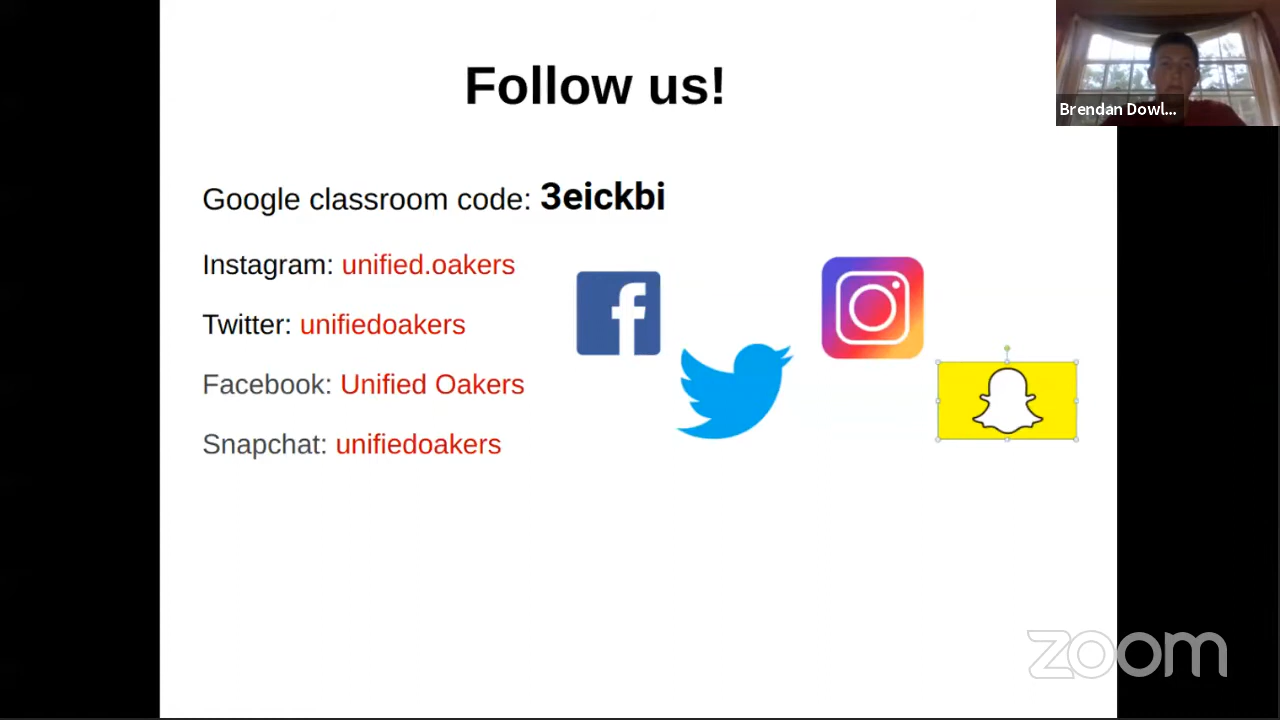 Follow us!
Brendan Dowl...
Google classroom code: 3eickbi
Instagram: unified.oakers
Twitter: unifiedoakers
Facebook: Unified Oakers
Snapchat: unifiedoakers
zoom